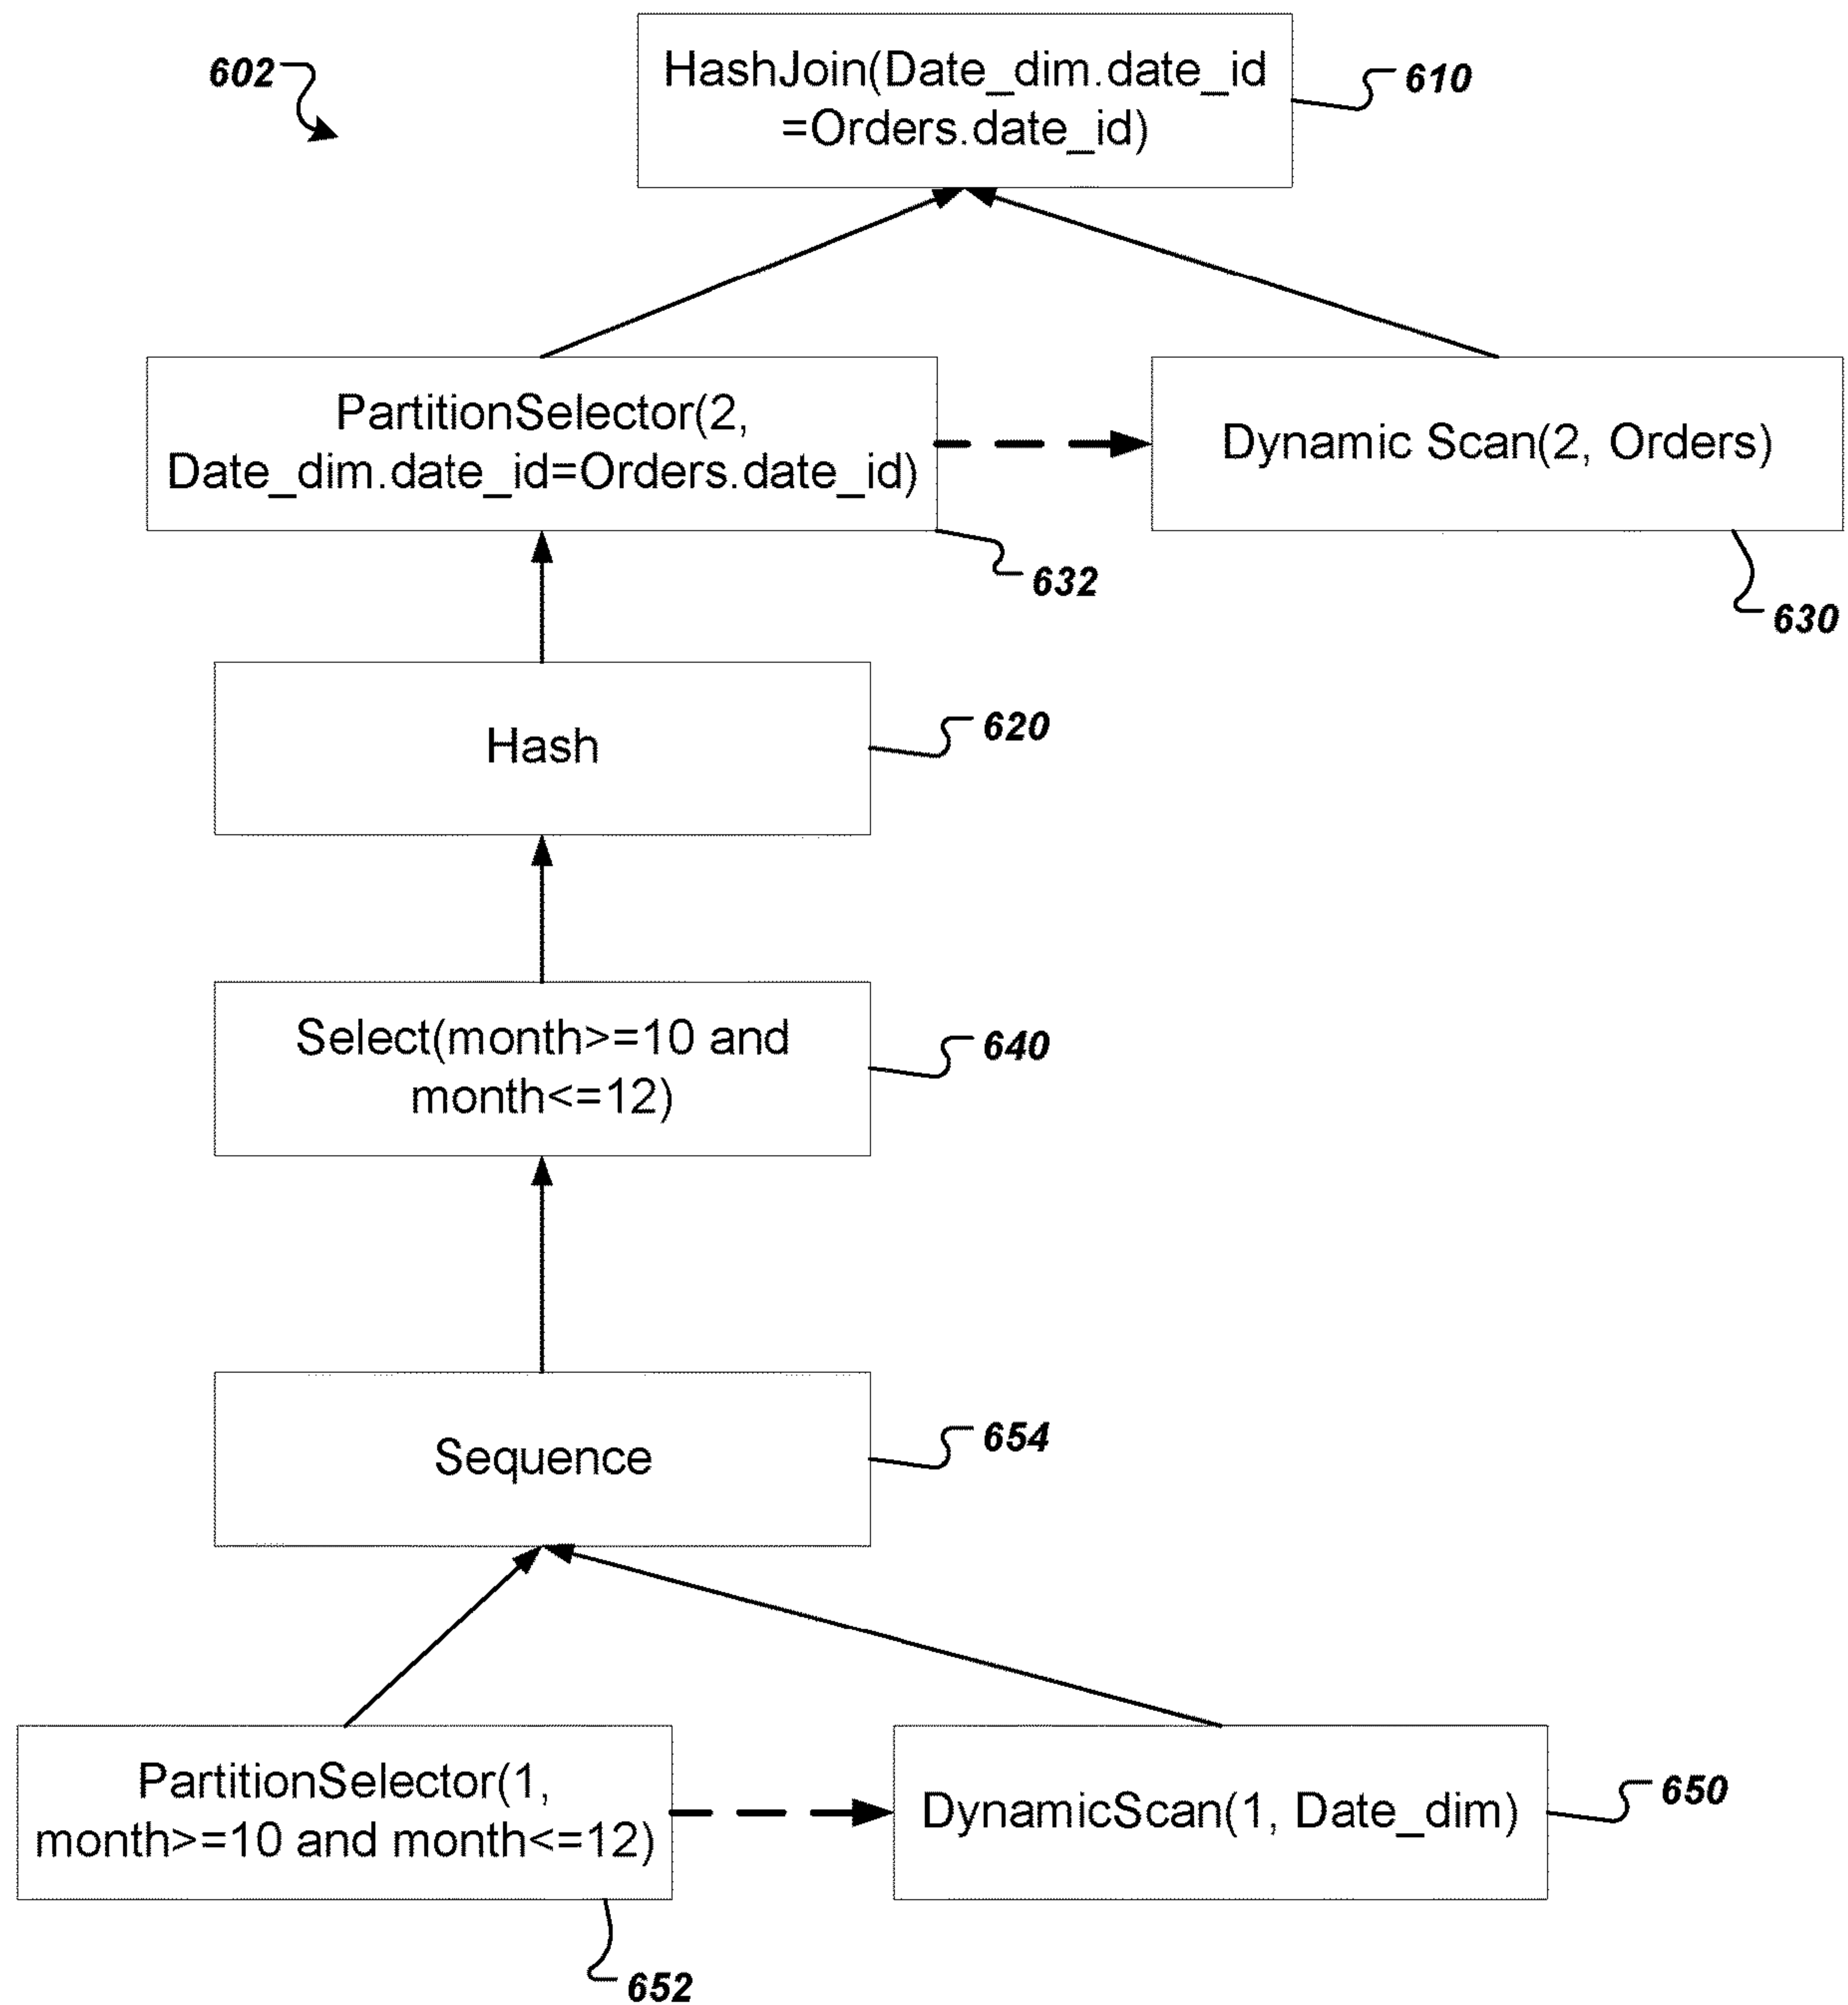 602
HashJoin(Date_dim.date_id
=Orders.date_id)
610
PartitionSelector(2,
Date_dim.date_id=Orders.date_id)
632
Dynamic Scan(2, Orders)
630
Hash
620
Select(month>=10 and
month<=12)
640
Sequence
654
PartitionSelector(1,
month>=10 and month<=12)
652
DynamicScan(1, Date_dim)
650